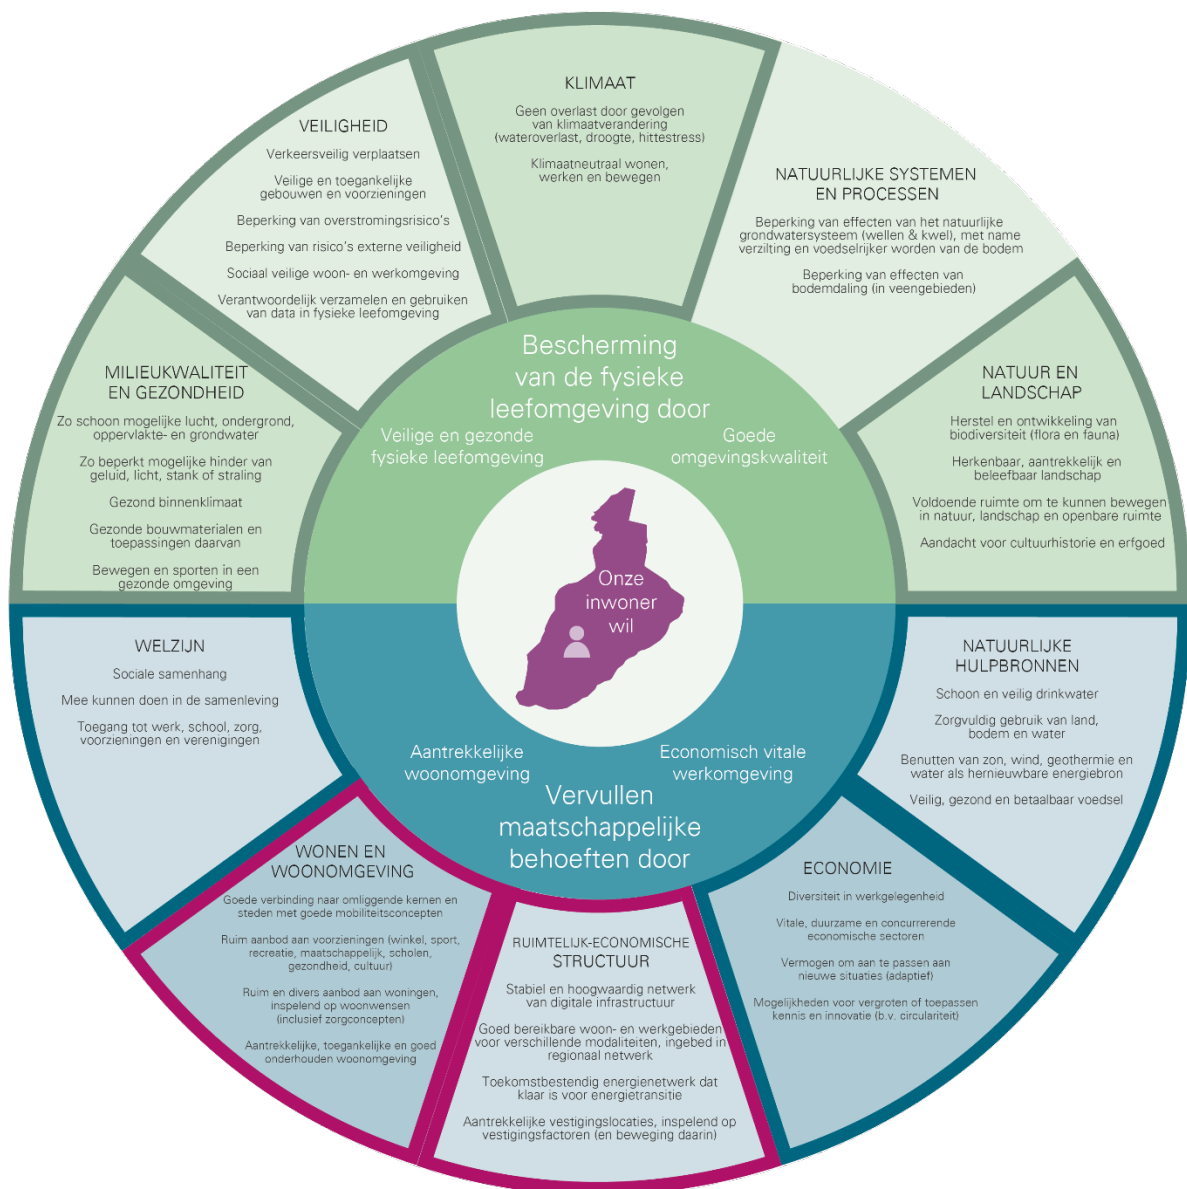 KLIMAAT
Geen overlast door gevolgen
van klimaatverandering
(wateroverlast, droogte, hittestress)
Klimaatneutraal wonen,
werken en bewegen
NATUURLIJKE SYSTEMEN
EN PROCESSEN
Beperking van effecten van het natuurlijke
grondwatersysteem (wellen & kwel), met name
verzilting en voedselrijker worden van de bodem
Beperking van effecten van
bodemdaling (in veengebieden)
NATUUR EN
LANDSCHAP
Herstel en ontwikkeling van
biodiversiteit (flora en fauna)
Herkenbaar, aantrekkelijk en
beleefbaar landschap
Voldoende ruimte om te kunnen bewegen
in natuur, landschap en openbare ruimte
Aandacht voor cultuurhistorie en erfgoed
NATUURLIJKE
HULPBRONNEN
Schoon en veilig drinkwater
Zorgvuldig gebruik van land,
bodem en water
Benutten van zon, wind, geothermie en
water als hernieuwbare energiebron
Veilig, gezond en betaalbaar voedsel
ECONOMIE
Diversiteit in werkgelegenheid
Vitale, duurzame en concurrerende
economische sectoren
Vermogen om aan te passen aan
nieuwe situaties (adaptief)
Mogelijkheden voor vergroten of toepassen
kennis en innovatie (b.v. circulariteit)
RUIMTELIJK-ECONOMISCHE
STRUCTUUR
Stabiel en hoogwaardig netwerk
van digitale infrastructuur
Goed bereikbare woon- en werkgebieden
voor verschillende modaliteiten, ingebed in
regionaal netwerk
Toekomstbestendig energienetwerk dat
klaar is voor energietransitie
Aantrekkelijke vestigingslocaties, inspelend op
vestigingsfactoren (en beweging daarin)
WONEN EN
WOONOMGEVING
Goede verbinding naar omliggende kernen en
steden met goede mobiliteitsconcepten
Ruim aanbod aan voorzieningen (winkel, sport,
recreatie, maatschappelijk, scholen,
gezondheid, cultuur)
Ruim en divers aanbod aan woningen,
inspelend op woonwensen
(inclusief zorgconcepten)
Aantrekkelijke, toegankelijke en goed
onderhouden woonomgeving
WELZIJN
Sociale samenhang
Mee kunnen doen in de samenleving
Toegang tot werk, school, zorg,
voorzieningen en verenigingen
MILIEUKWALITEIT
EN GEZONDHEID
Zo schoon mogelijke lucht, ondergrond,
oppervlakte- en grondwater
Zo beperkt mogelijke hinder van
geluid, licht, stank of straling
Gezond binnenklimaat
Gezonde bouwmaterialen en
toepassingen daarvan
Bewegen en sporten in een
gezonde omgeving
VEILIGHEID
Verkeersveilig verplaatsen
Veilige en toegankelijke
gebouwen en voorzieningen
Beperking van overstromingsrisico's
Beperking van risico's externe veiligheid
Sociaal veilige woon- en werkomgeving
Verantwoordelijk verzamelen en gebruiken
van data in fysieke leefomgeving
Bescherming
van de fysieke
leefomgeving door
Veilige en gezonde
fysieke leefomgeving
Goede
omgevingskwaliteit
Onze
inwoner
wil
Aantrekkelijke
woonomgeving
Economisch vitale
werkomgeving
Vervullen
maatschappelijke
behoeften door